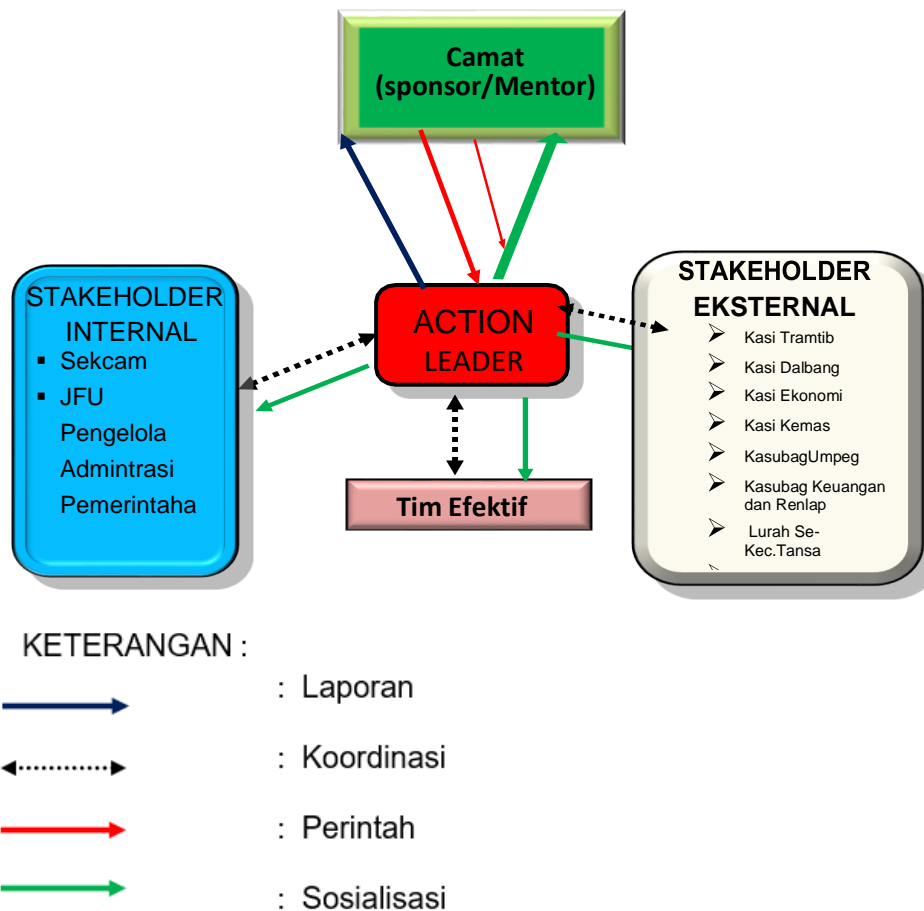 Camat
(sponsor/Mentor)
STAKEHOLDER
INTERNAL
▪ Sekcam
▪ JFU
Pengelola
Admintrasi
Pemerintaha
ACTION
LEADER
Tim Efektif
STAKEHOLDER
EKSTERNAL
➢ Kasi Tramtib
➢ Kasi Dalbang
➢ Kasi Ekonomi
➢ Kasi Kemas
➢ KasubagUmpeg
➢ Kasubag Keuangan
dan Renlap
➢ Lurah Se-
Kec.Tansa
KETERANGAN :
: Laporan
: Koordinasi
: Perintah
: Sosialisasi